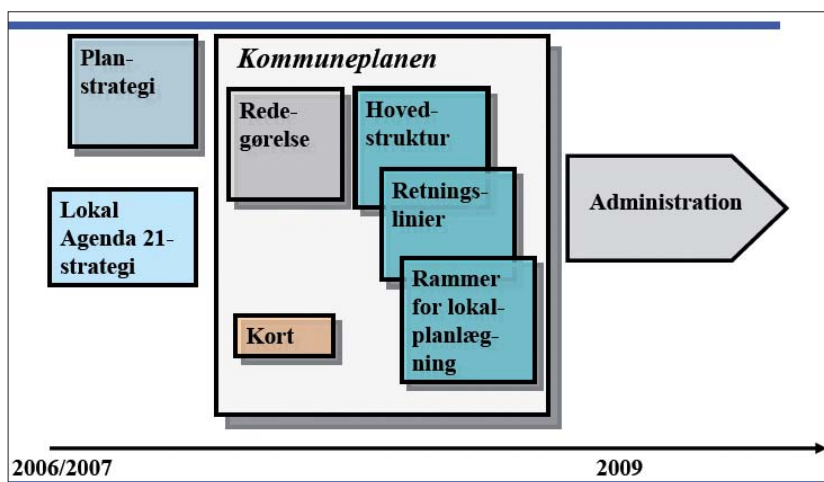 Plan-
strategi
Lokal
Agenda 21-
strategi
Kommuneplanen
Rede-
gørelse
Hoved-
struktur
Retnings-
linier
Rammer
for lokal-
planlæg-
ning
Kort
Administration
2006/2007
2009